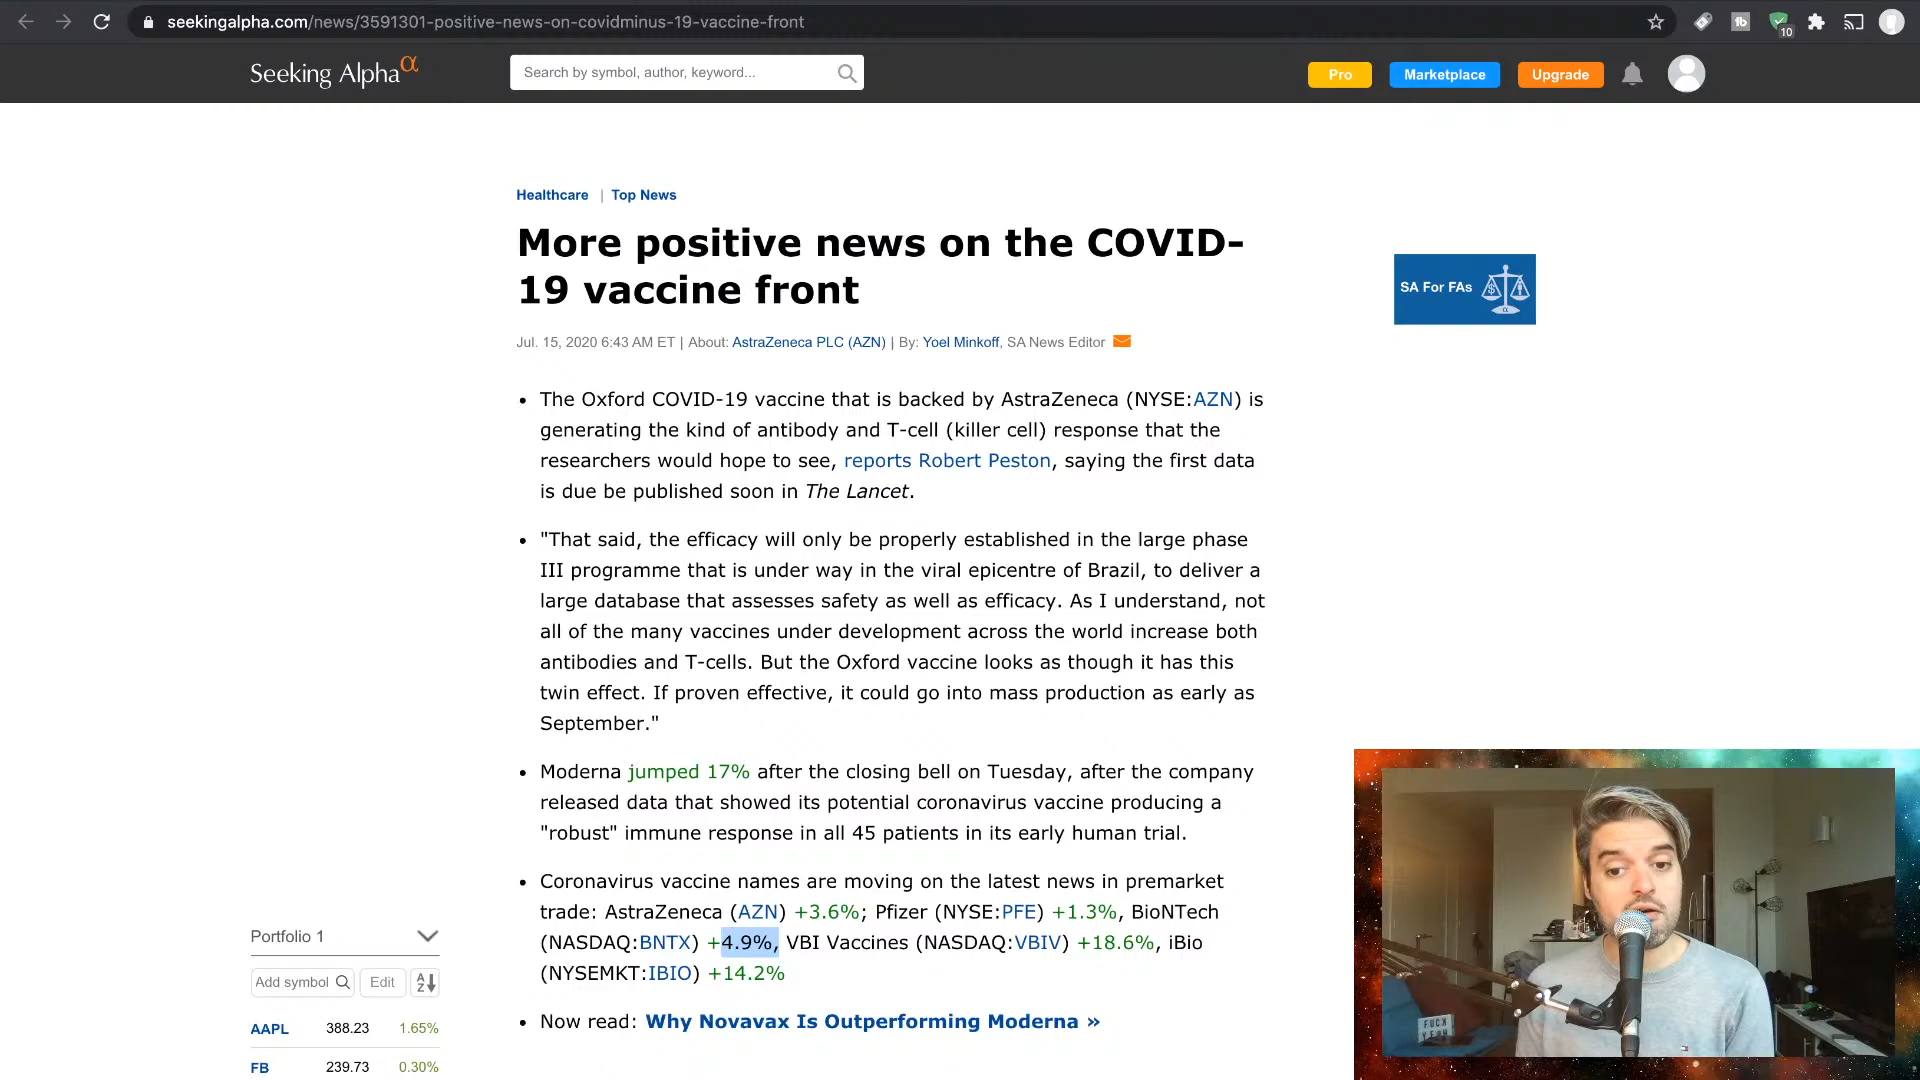 seekingalpha.com/news/3591301-positive-news-on-covidminus-19-vaccine-front
10
Seeking Alphaα
Search by symbol, author, keyword...
Pro
Marketplace
Upgrade
Healthcare | Top News
More positive news on the COVID-
19 vaccine front
SA For FAs
Jul. 15, 2020 6:43 AM ET | About: AstraZeneca PLC (AZN) | By: Yoel Minkoff, SA News Editor
• The Oxford COVID-19 vaccine that is backed by AstraZeneca (NYSE:AZN) is
generating the kind of antibody and T-cell (killer cell) response that the
researchers would hope to see, reports Robert Peston, saying the first data
is due be published soon in The Lancet.
• "That said, the efficacy will only be properly established in the large phase
III programme that is under way in the viral epicentre of Brazil, to deliver a
large database that assesses safety as well as efficacy. As I understand, not
all of the many vaccines under development across the world increase both
antibodies and T-cells. But the Oxford vaccine looks as though it has this
twin effect. If proven effective, it could go into mass production as early as
September."
• Moderna jumped 17% after the closing bell on Tuesday, after the company
released data that showed its potential coronavirus vaccine producing a
"robust" immune response in all 45 patients in its early human trial.
• Coronavirus vaccine names are moving on the latest news in premarket
trade: AstraZeneca (AZN) +3.6%; Pfizer (NYSE:PFE) +1.3%, BioNTech
(NASDAQ:BNTX) +4.9%, VBI Vaccines (NASDAQ:VBIV) +18.6%, iBio
(NYSEMKT:IBIO) +14.2%
• Now read: Why Novavax Is Outperforming Moderna »
Portfolio 1
Add symbol
Edit
AZ
AAPL 388.23 1.65%
FB 239.73 0.30%
FUCK
YEAH